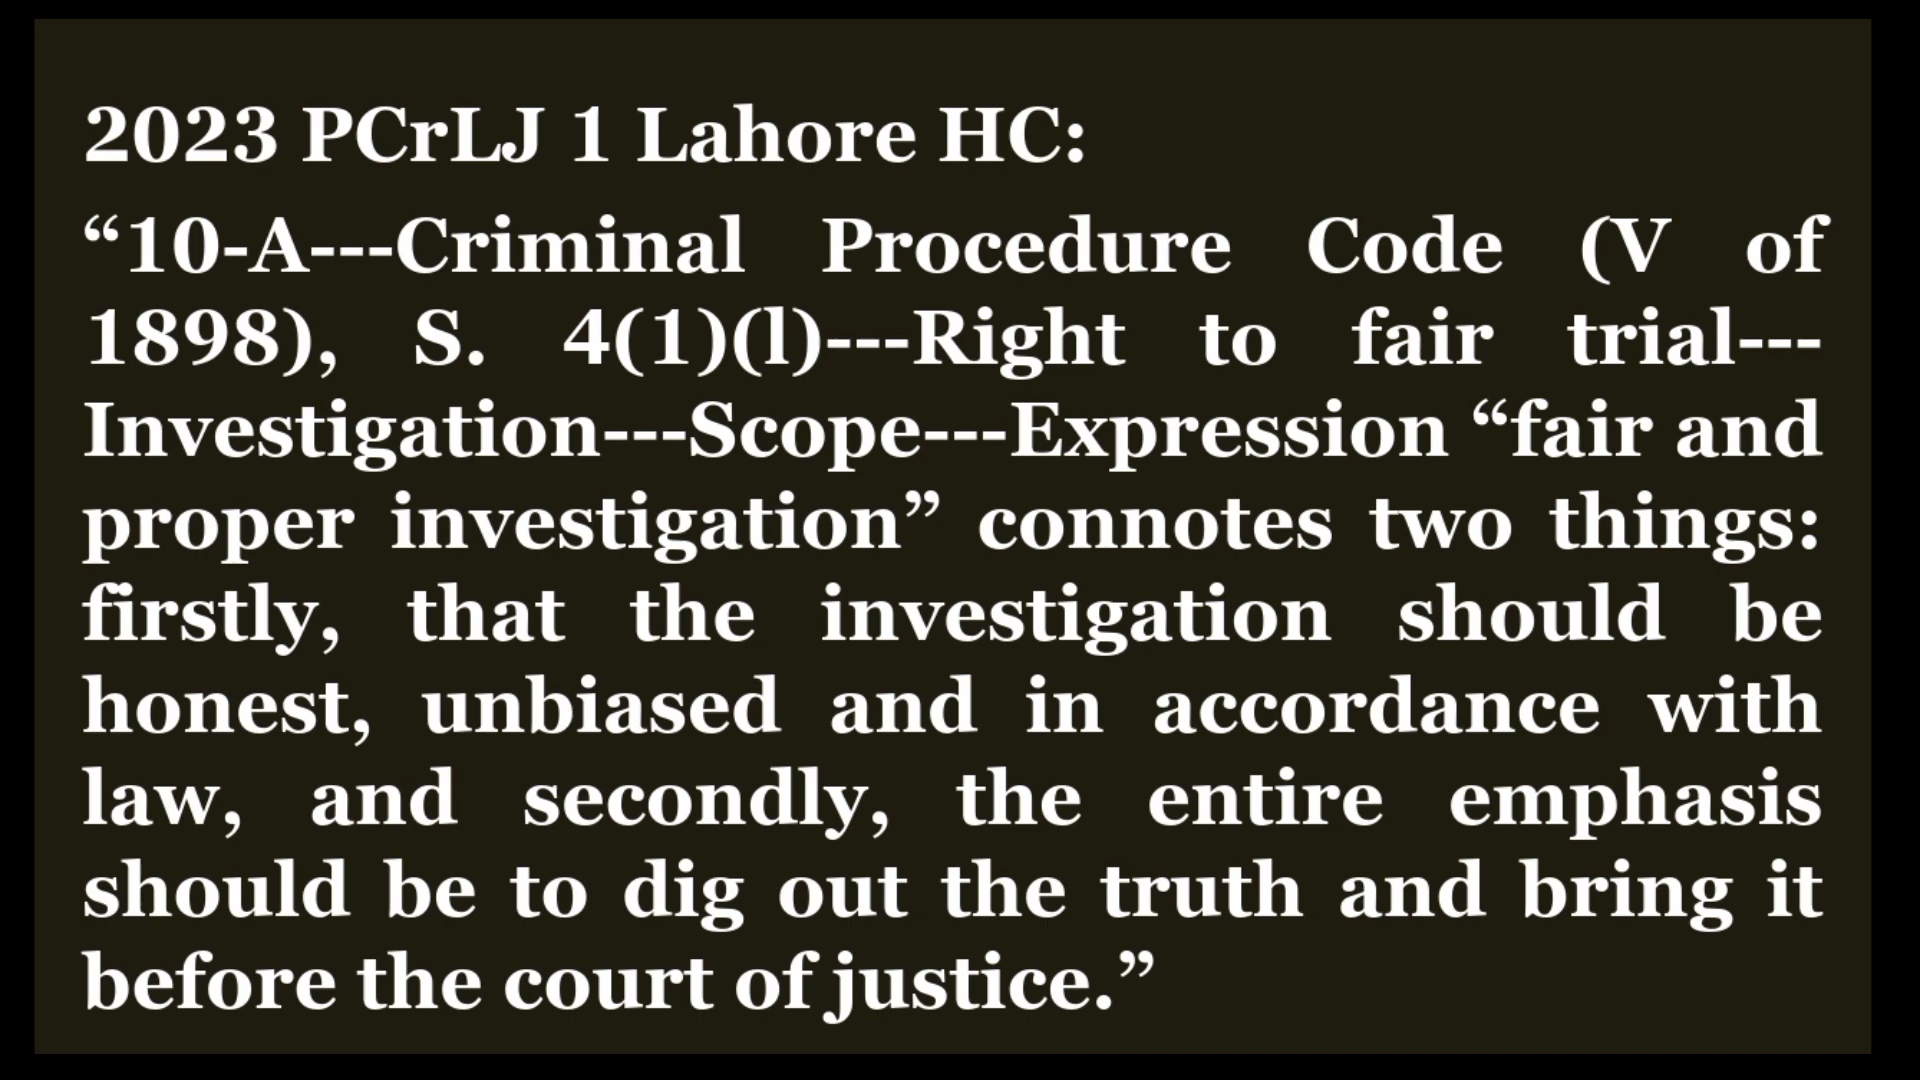 2023 PCrLJ 1 Lahore HC:
“10-A---Criminal Procedure Code (V of
1898), S. 4(1)(l)---Right to fair trial---
Investigation---Scope---Expression “fair and
proper investigation” connotes two things:
firstly, that the investigation should be
honest, unbiased and in accordance with
law, and secondly, the entire emphasis
should be to dig out the truth and bring it
before the court of justice.”